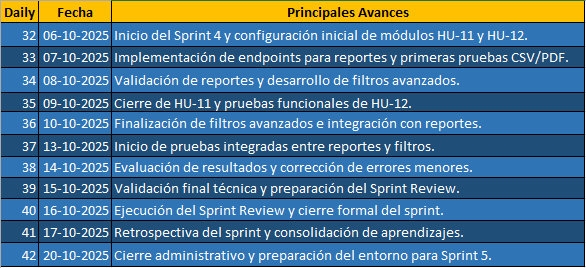 Daily Fecha Principales Avances
32 06-10-2025 Inicio del Sprint 4 y configuración inicial de módulos HU-11 y HU-12.
33 07-10-2025 Implementación de endpoints para reportes y primeras pruebas CSV/PDF.
34 08-10-2025 Validación de reportes y desarrollo de filtros avanzados.
35 09-10-2025 Cierre de HU-11 y pruebas funcionales de HU-12.
36 10-10-2025 Finalización de filtros avanzados e integración con reportes.
37 13-10-2025 Inicio de pruebas integradas entre reportes y filtros.
38 14-10-2025 Evaluación de resultados y corrección de errores menores.
39 15-10-2025 Validación final técnica y preparación del Sprint Review.
40 16-10-2025 Ejecución del Sprint Review y cierre formal del sprint.
41 17-10-2025 Retrospectiva del sprint y consolidación de aprendizajes.
42 20-10-2025 Cierre administrativo y preparación del entorno para Sprint 5.